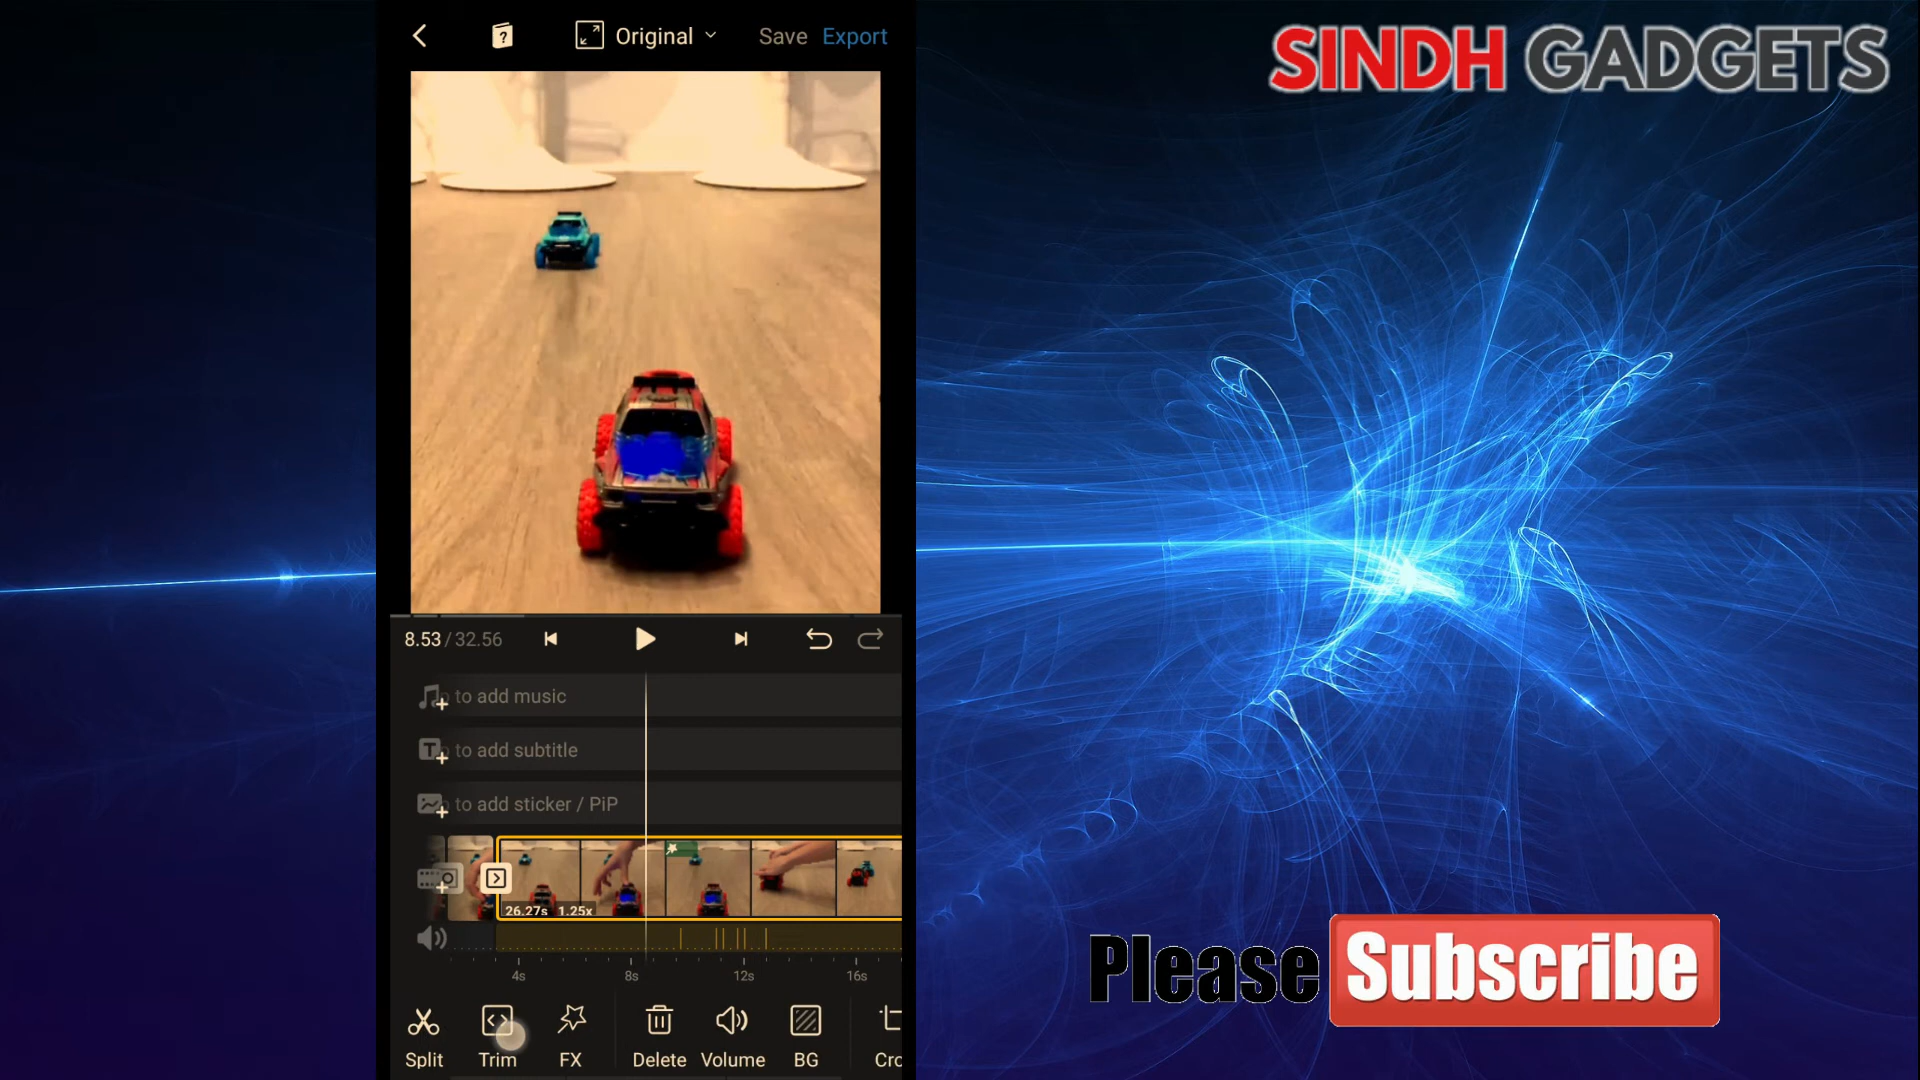 Original
Save
Export
SINDH GADGETS
8.53 / 32.56
to add music
to add subtitle
to add sticker / PiP
26.27s 1.25x
4s 8s 12s 16s
Split Trim FX Delete Volume BG Cro
Please Subscribe